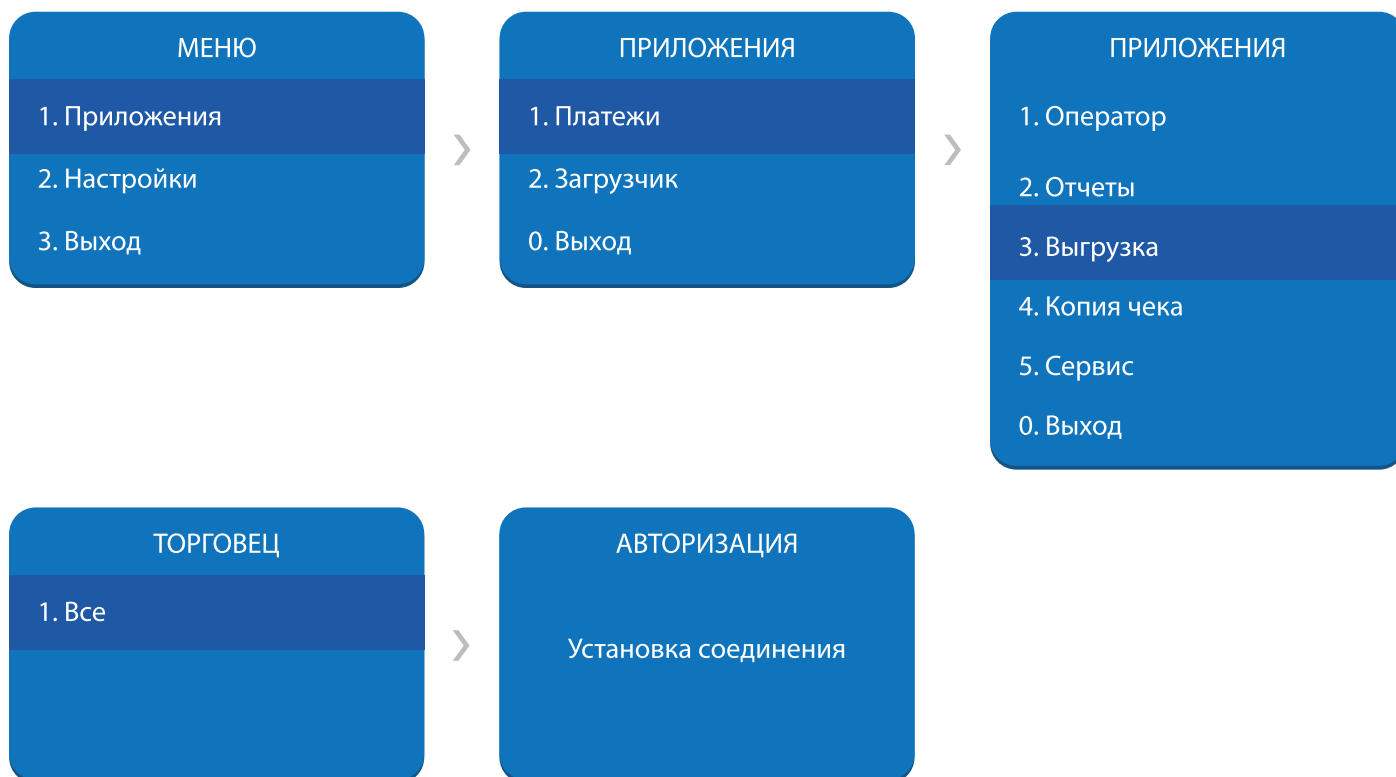 МЕНЮ
1. Приложения
2. Настройки
3. Выход
ПРИЛОЖЕНИЯ
1. Платежи
2. Загрузчик
0. Выход
ПРИЛОЖЕНИЯ
1. Оператор
2. Отчеты
3. Выгрузка
4. Копия чека
5. Сервис
0. Выход
ТОРГОВЕЦ
1. Все
АВТОРИЗАЦИЯ
Установка соединения